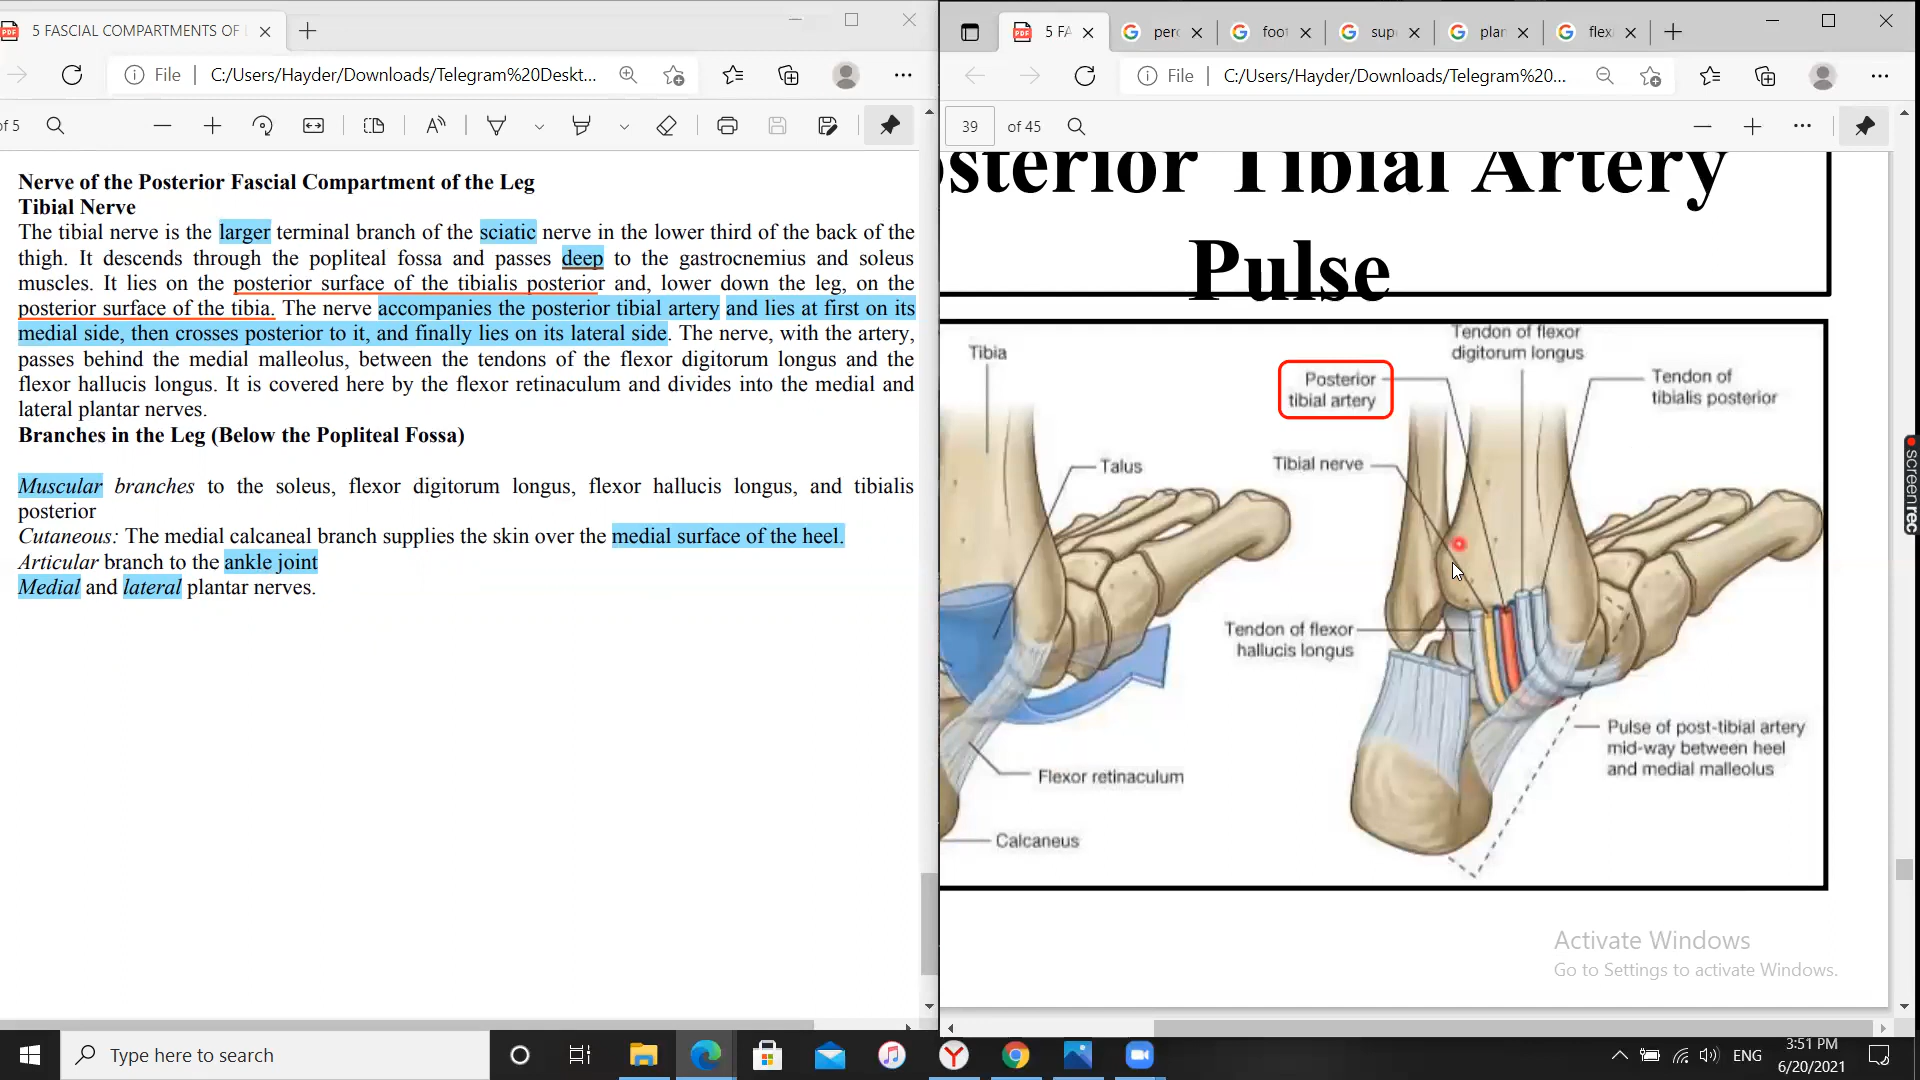 5 FASCIAL COMPARTMENTS OF
File C:/Users/Hayder/Downloads/Telegram%20Deskt...
of 5
Nerve of the Posterior Fascial Compartment of the Leg
Tibial Nerve
The tibial nerve is the larger terminal branch of the sciatic nerve in the lower third of the back of the
thigh. It descends through the popliteal fossa and passes deep to the gastrocnemius and soleus
muscles. It lies on the posterior surface of the tibialis posterior and, lower down the leg, on the
posterior surface of the tibia. The nerve accompanies the posterior tibial artery and lies at first on its
medial side, then crosses posterior to it, and finally lies on its lateral side. The nerve, with the artery,
passes behind the medial malleolus, between the tendons of the flexor digitorum longus and the
flexor hallucis longus. It is covered here by the flexor retinaculum and divides into the medial and
lateral plantar nerves.
Branches in the Leg (Below the Popliteal Fossa)
Muscular branches to the soleus, flexor digitorum longus, flexor hallucis longus, and tibialis
posterior
Cutaneous: The medial calcaneal branch supplies the skin over the medial surface of the heel.
Articular branch to the ankle joint
Medial and lateral plantar nerves.
5 FA
perc
foot
sup
plan
flex
File C:/Users/Hayder/Downloads/Telegram%20...
39 of 45
sterior Tibial Artery
Pulse
Tibia
Talus
Flexor retinaculum
Calcaneus
Tendon of flexor
digitorum longus
Posterior
tibial artery
Tendon of
tibialis posterior
Tibial nerve
Tendon of flexor
hallucis longus
Pulse of post-tibial artery
mid-way between heel
and medial malleolus
Activate Windows
Go to Settings to activate Windows.
screenrec
Type here to search
ENG
3:51 PM
6/20/2021